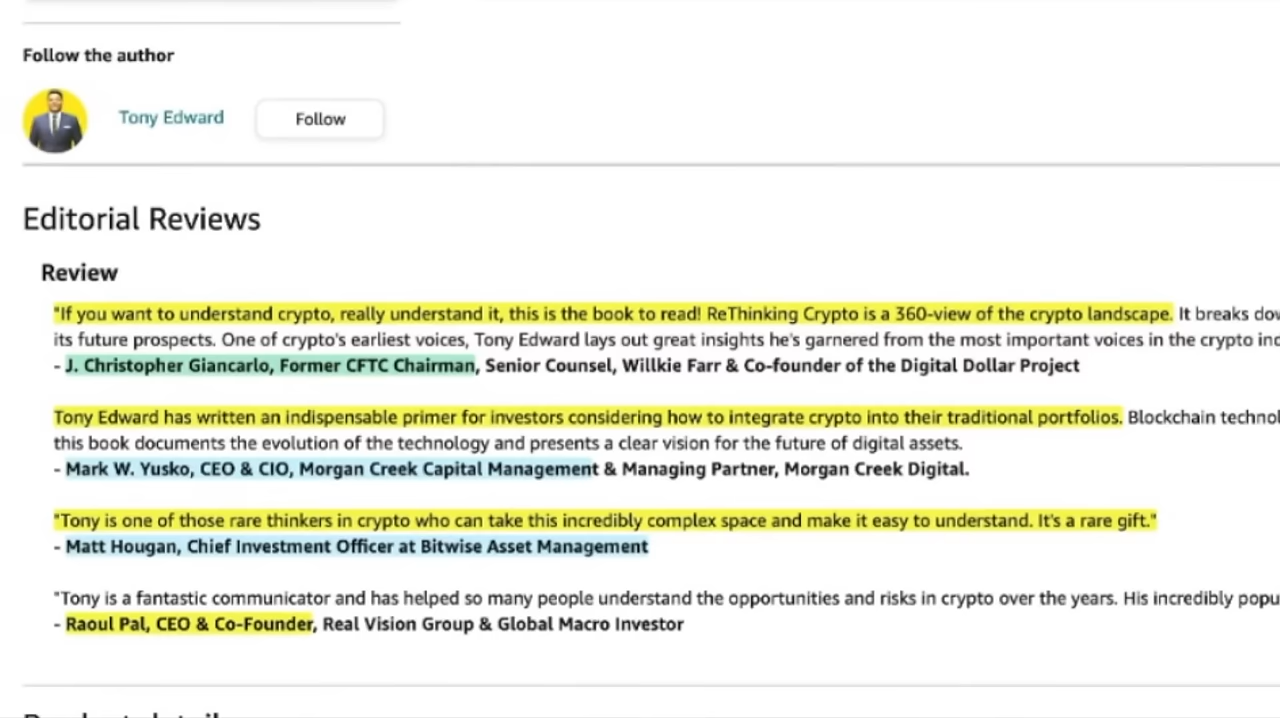 Follow the author
Tony Edward
Follow
Editorial Reviews
Review
"If you want to understand crypto, really understand it, this is the book to read! ReThinking Crypto is a 360-view of the crypto landscape. It breaks
its future prospects. One of crypto's earliest voices, Tony Edward lays out great insights he's garnered from the most important voices in the crypto
- J. Christopher Giancarlo, Former CFTC Chairman, Senior Counsel, Willkie Farr & Co-founder of the Digital Dollar Project
Tony Edward has written an indispensable primer for investors considering how to integrate crypto into their traditional portfolios. Blockchain
this book documents the evolution of the technology and presents a clear vision for the future of digital assets.
- Mark W. Yusko, CEO & CIO, Morgan Creek Capital Management & Managing Partner, Morgan Creek Digital.
"Tony is one of those rare thinkers in crypto who can take this incredibly complex space and make it easy to understand. It's a rare gift."
- Matt Hougan, Chief Investment Officer at Bitwise Asset Management
"Tony is a fantastic communicator and has helped so many people understand the opportunities and risks in crypto over the years. His incredibly
- Raoul Pal, CEO & Co-Founder, Real Vision Group & Global Macro Investor